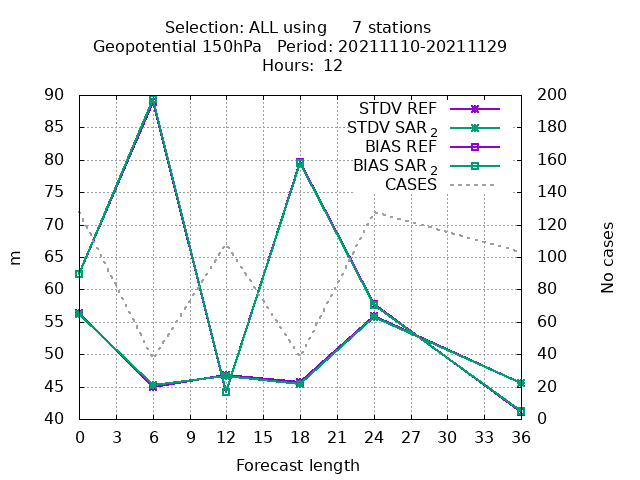 Selection: ALL using 7 stations
Geopotential 150hPa Period: 20211110-20211129
Hours: 12
STDV REF
STDV SAR 2
BIAS REF
BIAS SAR 2
CASES
90
85
80
75
70
65
60
55
50
45
40
m
200
180
160
140
120
100
80
60
40
20
0
No cases
0 3 6 9 12 15 18 21 24 27 30 33 36
Forecast length